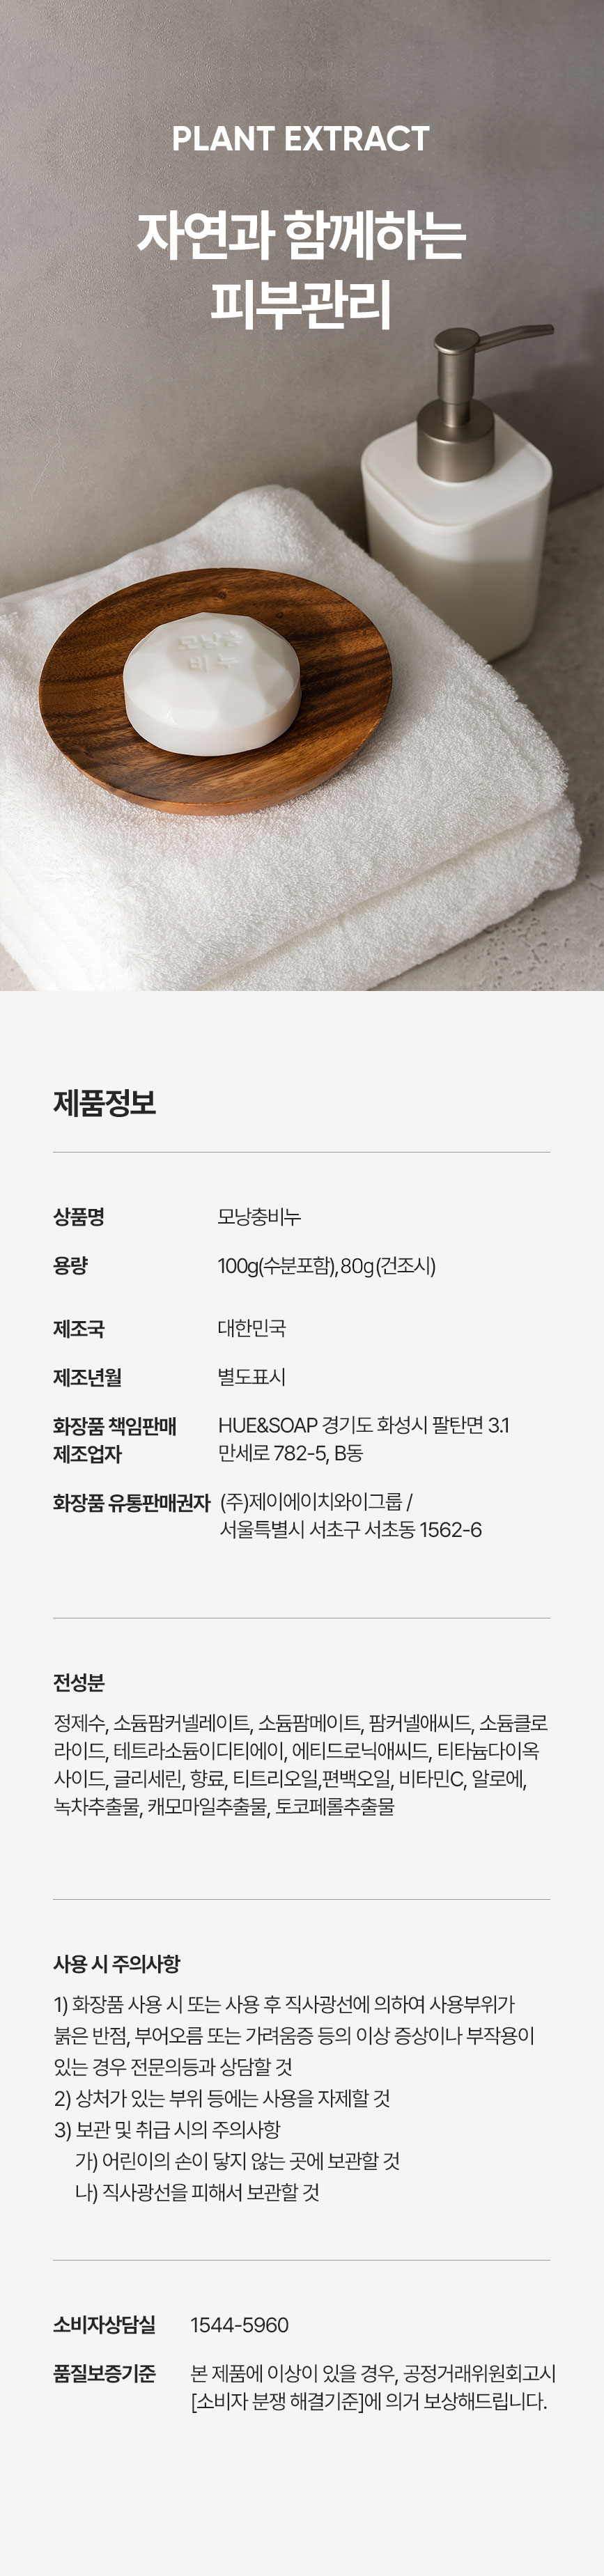 PLANT EXTRACT
자연과 함께하는
피부관리
모낭충
비누
제품정보
상품명 모낭충비누
용량 100g(수분포함),80g(건조시)
제조국 대한민국
제조년월 별도표시
화장품 책임판매 HUE&SOAP 경기도 화성시 팔탄면 3.1
제조업자 만세로 782-5, B동
화장품 유통판매권자 (주)제이에이치와이그룹 /
서울특별시 서초구 서초동 1562-6
전성분
정제수, 소듐팜커넬레이트, 소듐팜메이트, 팜커넬애씨드, 소듐클로
라이드, 테트라소듐이디티에이, 에티드로닉애씨드, 티타늄다이옥
사이드, 글리세린, 향료, 티트리오일,편백오일, 비타민C, 알로에,
녹차추출물, 캐모마일추출물, 토코페롤추출물
사용 시 주의사항
1) 화장품 사용 시 또는 사용 후 직사광선에 의하여 사용부위가
붉은 반점, 부어오름 또는 가려움증 등의 이상 증상이나 부작용이
있는 경우 전문의등과 상담할 것
2) 상처가 있는 부위 등에는 사용을 자제할 것
3) 보관 및 취급 시의 주의사항
가) 어린이의 손이 닿지 않는 곳에 보관할 것
나) 직사광선을 피해서 보관할 것
소비자상담실 1544-5960
품질보증기준 본 제품에 이상이 있을 경우, 공정거래위원회고시
[소비자 분쟁 해결기준]에 의거 보상해드립니다.